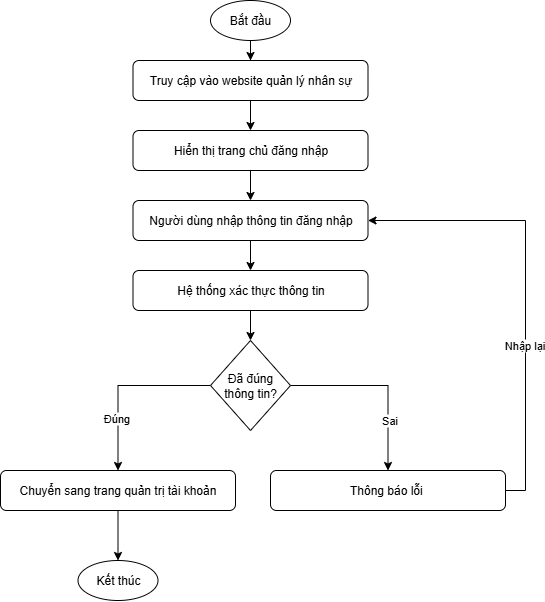 Bắt đầu
Truy cập vào website quản lý nhân sự
Hiển thị trang chủ đăng nhập
Người dùng nhập thông tin đăng nhập
Hệ thống xác thực thông tin
Nhập lại
Đã đúng
thông tin?
Đúng
Sai
Chuyển sang trang quản trị tài khoản
Thông báo lỗi
Kết thúc